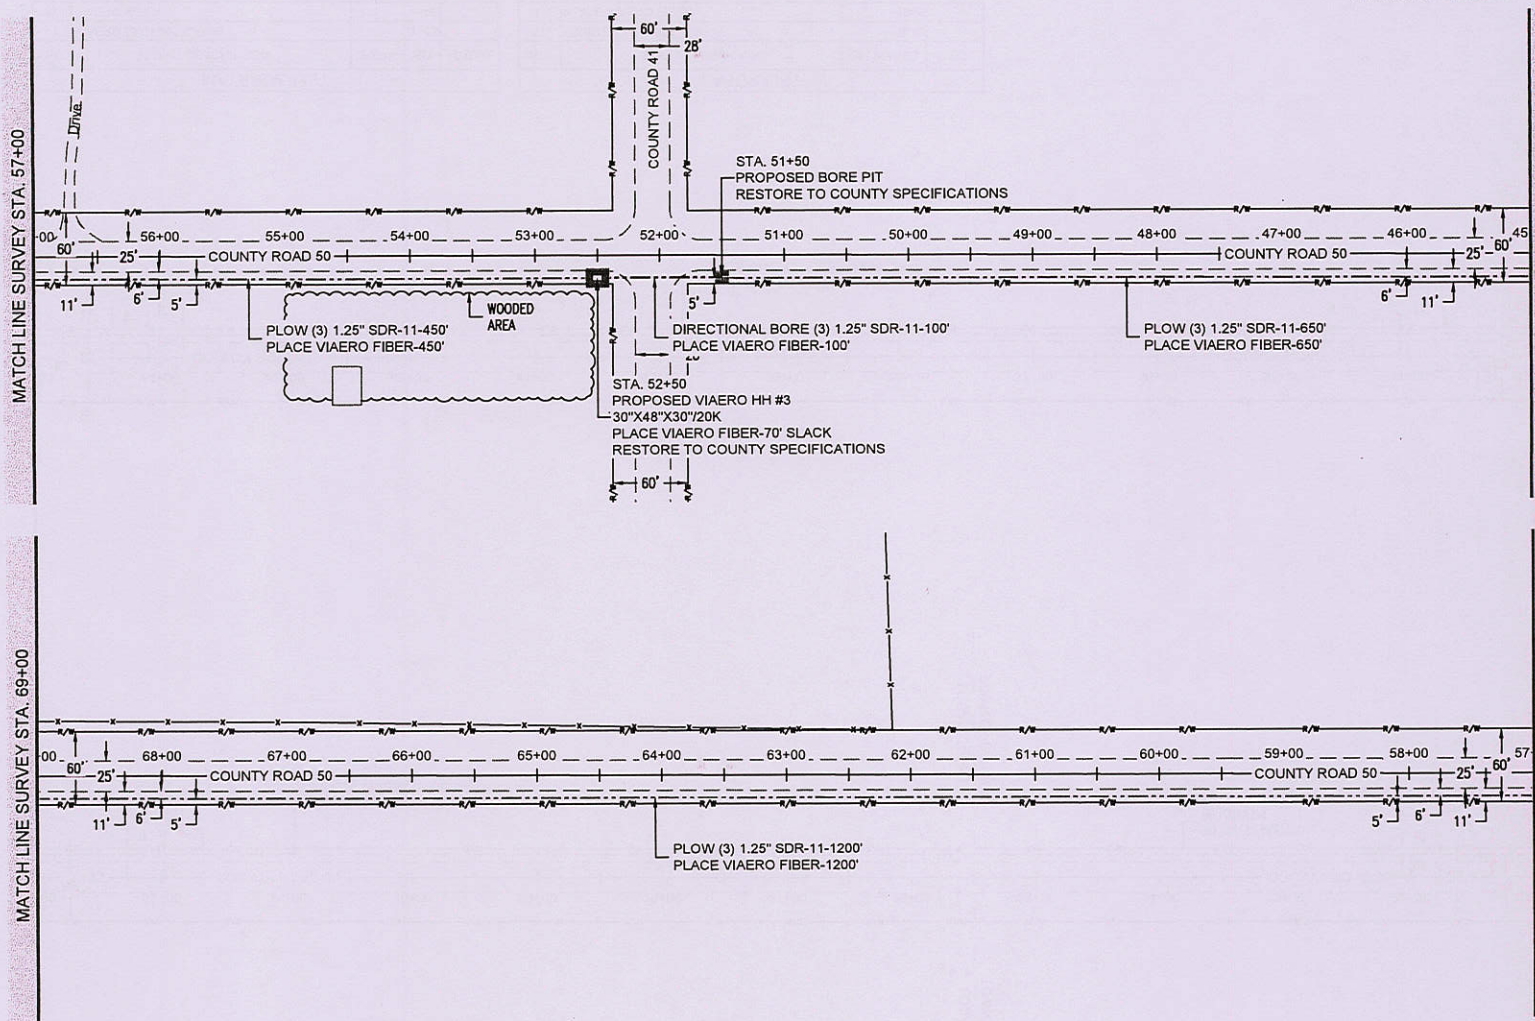 60'
28'
COUNTY ROAD 41
Drive
MATCH LINE SURVEY STA. 57+00
STA. 51+50
PROPOSED BORE PIT
RESTORE TO COUNTY SPECIFICATIONS
R/W R/W R/W R/W R/W R/W R/W R/W R/W R/W R/W R/W R/W R/W R/W R/W R/W
00 56+00 55+00 54+00 53+00 52+00 51+00 50+00 49+00 48+00 47+00 46+00 45
60' 25' COUNTY ROAD 50 COUNTY ROAD 50 25' 60'
11' 6' 5' 5' 6' 11'
WOODED
AREA
PLOW (3) 1.25" SDR-11-450'
PLACE VIAERO FIBER-450'
DIRECTIONAL BORE (3) 1.25" SDR-11-100'
PLACE VIAERO FIBER-100'
PLOW (3) 1.25" SDR-11-650'
PLACE VIAERO FIBER-650'
STA. 52+50
PROPOSED VIAERO HH #3
30"X48"X30"/20K
PLACE VIAERO FIBER-70' SLACK
RESTORE TO COUNTY SPECIFICATIONS
60'
MATCH LINE SURVEY STA. 69+00
R/W R/W R/W R/W R/W R/W R/W R/W R/W R/W R/W R/W R/W R/W R/W R/W R/W R/W
00 68+00 67+00 66+00 65+00 64+00 63+00 62+00 61+00 60+00 59+00 58+00 57
60' 25' COUNTY ROAD 50 COUNTY ROAD 50 25' 60'
11' 6' 5' 5' 6' 11'
PLOW (3) 1.25" SDR-11-1200'
PLACE VIAERO FIBER-1200'